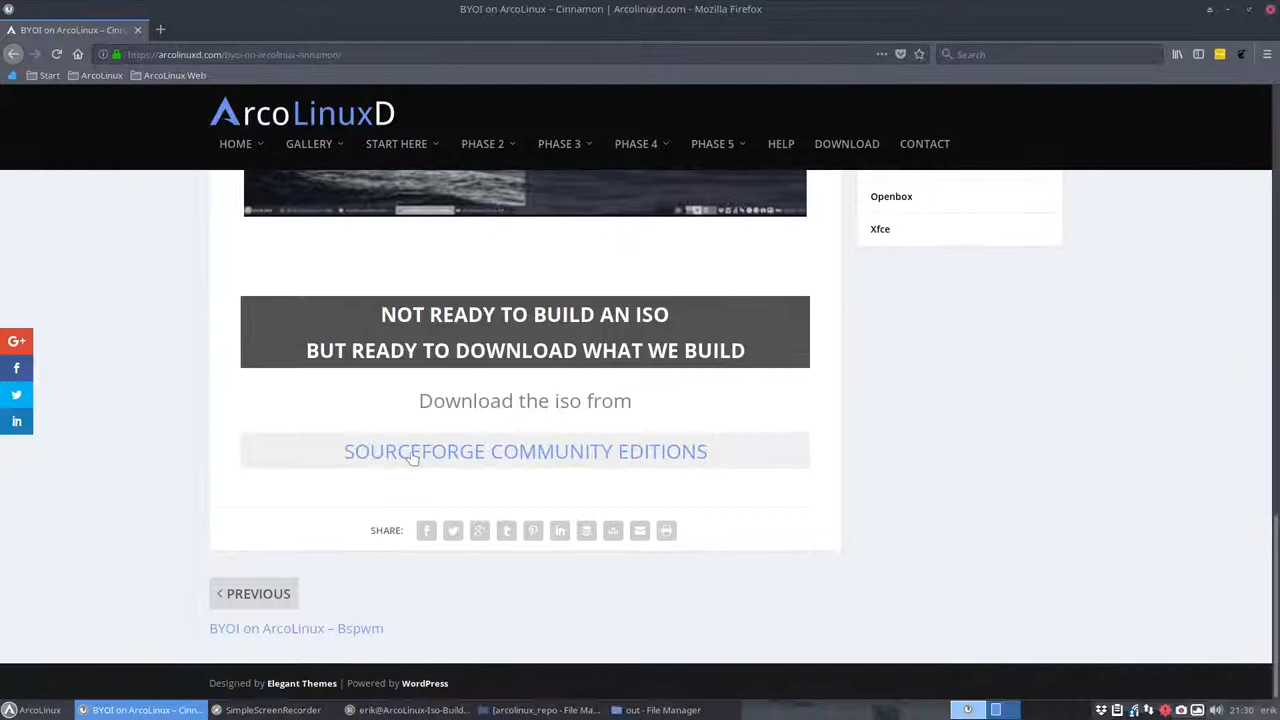 BYOI on ArcoLinux – Cinnamon | Arcolinuxd.com - Mozilla Firefox
BYOI on ArcoLinux – Cinn
https://arcolinuxd.com/byoi-on-arcolinux-cinnamon/
Search
Start
ArcoLinux
ArcoLinux Web
ArcoLinuxD
HOME
GALLERY
START HERE
PHASE 2
PHASE 3
PHASE 4
PHASE 5
HELP
DOWNLOAD
CONTACT
Openbox
Xfce
NOT READY TO BUILD AN ISO
BUT READY TO DOWNLOAD WHAT WE BUILD
Download the iso from
SOURCEFORGE COMMUNITY EDITIONS
SHARE:
< PREVIOUS
BYOI on ArcoLinux – Bspwm
Designed by Elegant Themes | Powered by WordPress
ArcoLinux
BYOI on ArcoLinux – Cinn...
SimpleScreenRecorder
erik@ArcoLinux-Iso-Build...
[arcolinux_repo - File Ma...
out - File Manager
21:30
erik